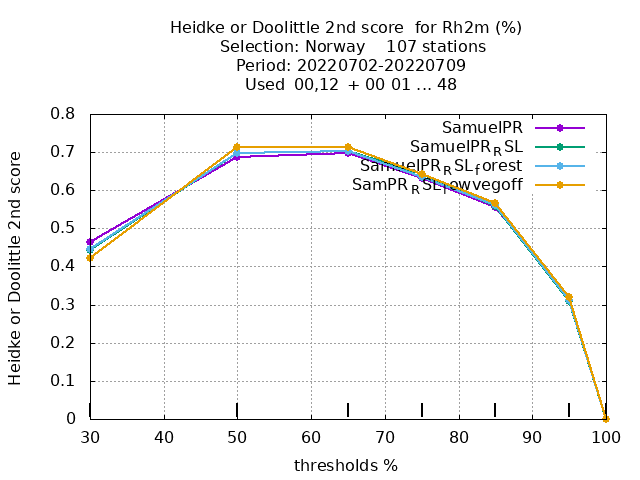 Heidke or Doolittle 2nd score  for Rh2m (%)
Selection: Norway    107 stations
Period: 20220702-20220709
Used  00,12  + 00 01 ... 48
Heidke or Doolittle 2nd score
0.8
0.7
0.6
0.5
0.4
0.3
0.2
0.1
0
SamuelPR
SamuelPR_RSL
SamuelPR_RSL_forest
SamPR_RSL_lowvegoff
30 40 50 60 70 80 90 100
thresholds %